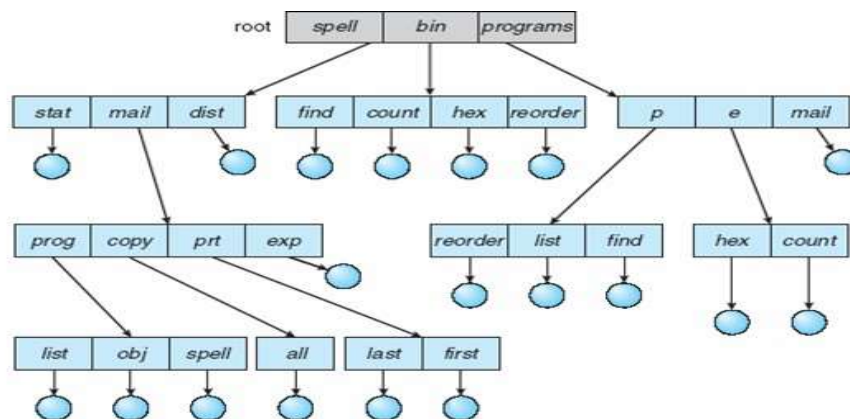 root spell bin programs
stat mail dist find count hex reorder p e mail
prog copy prt exp reorder list find hex count
list obj spell all last first